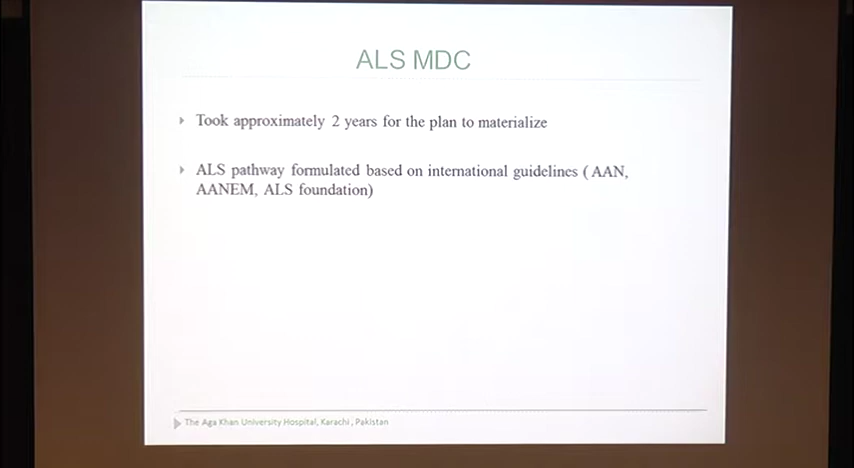 ALS MDC
Took approximately 2 years for the plan to materialize
ALS pathway formulated based on international guidelines ( AAN,
AANEM, ALS foundation)
The Aga Khan University Hospital, Karachi , Pakistan